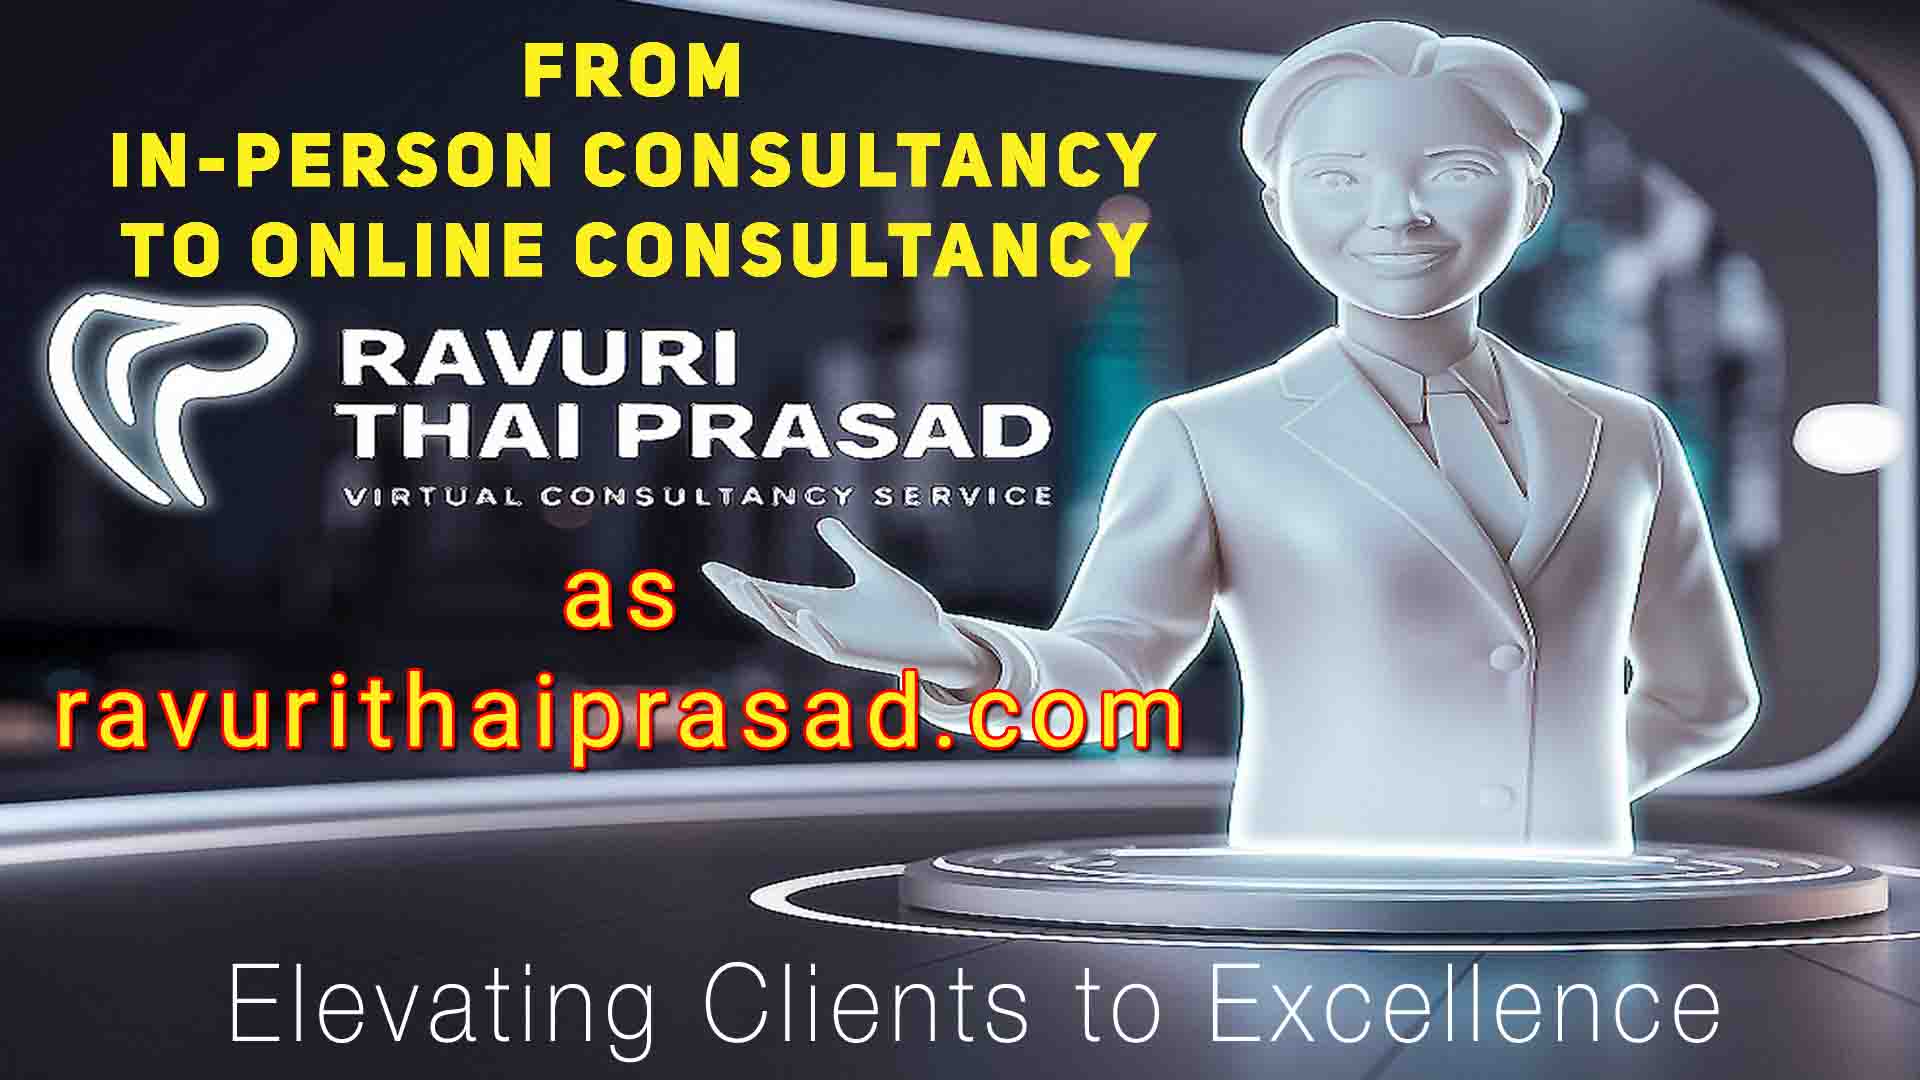 FROM
IN-PERSON CONSULTANCY
TO ONLINE CONSULTANCY
RAVURI
THAI PRASAD
VIRTUAL CONSULTANCY SERVICE
as
ravurithaiprasad.com
Elevating Clients to Excellence